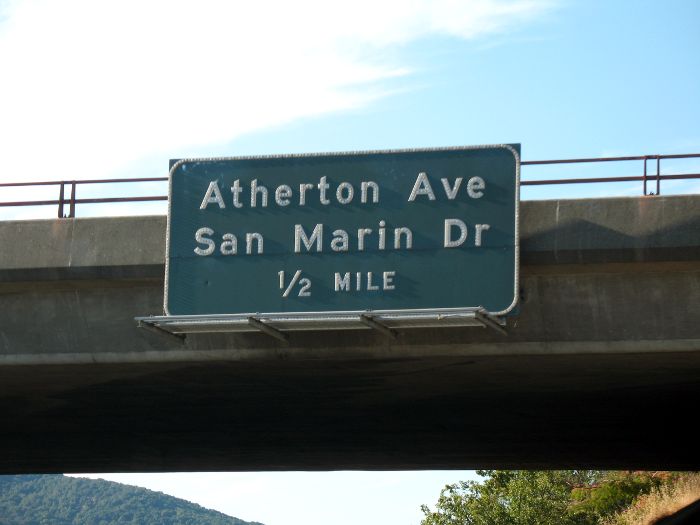 Atherton Ave
San Marin Dr
1/2 MILE